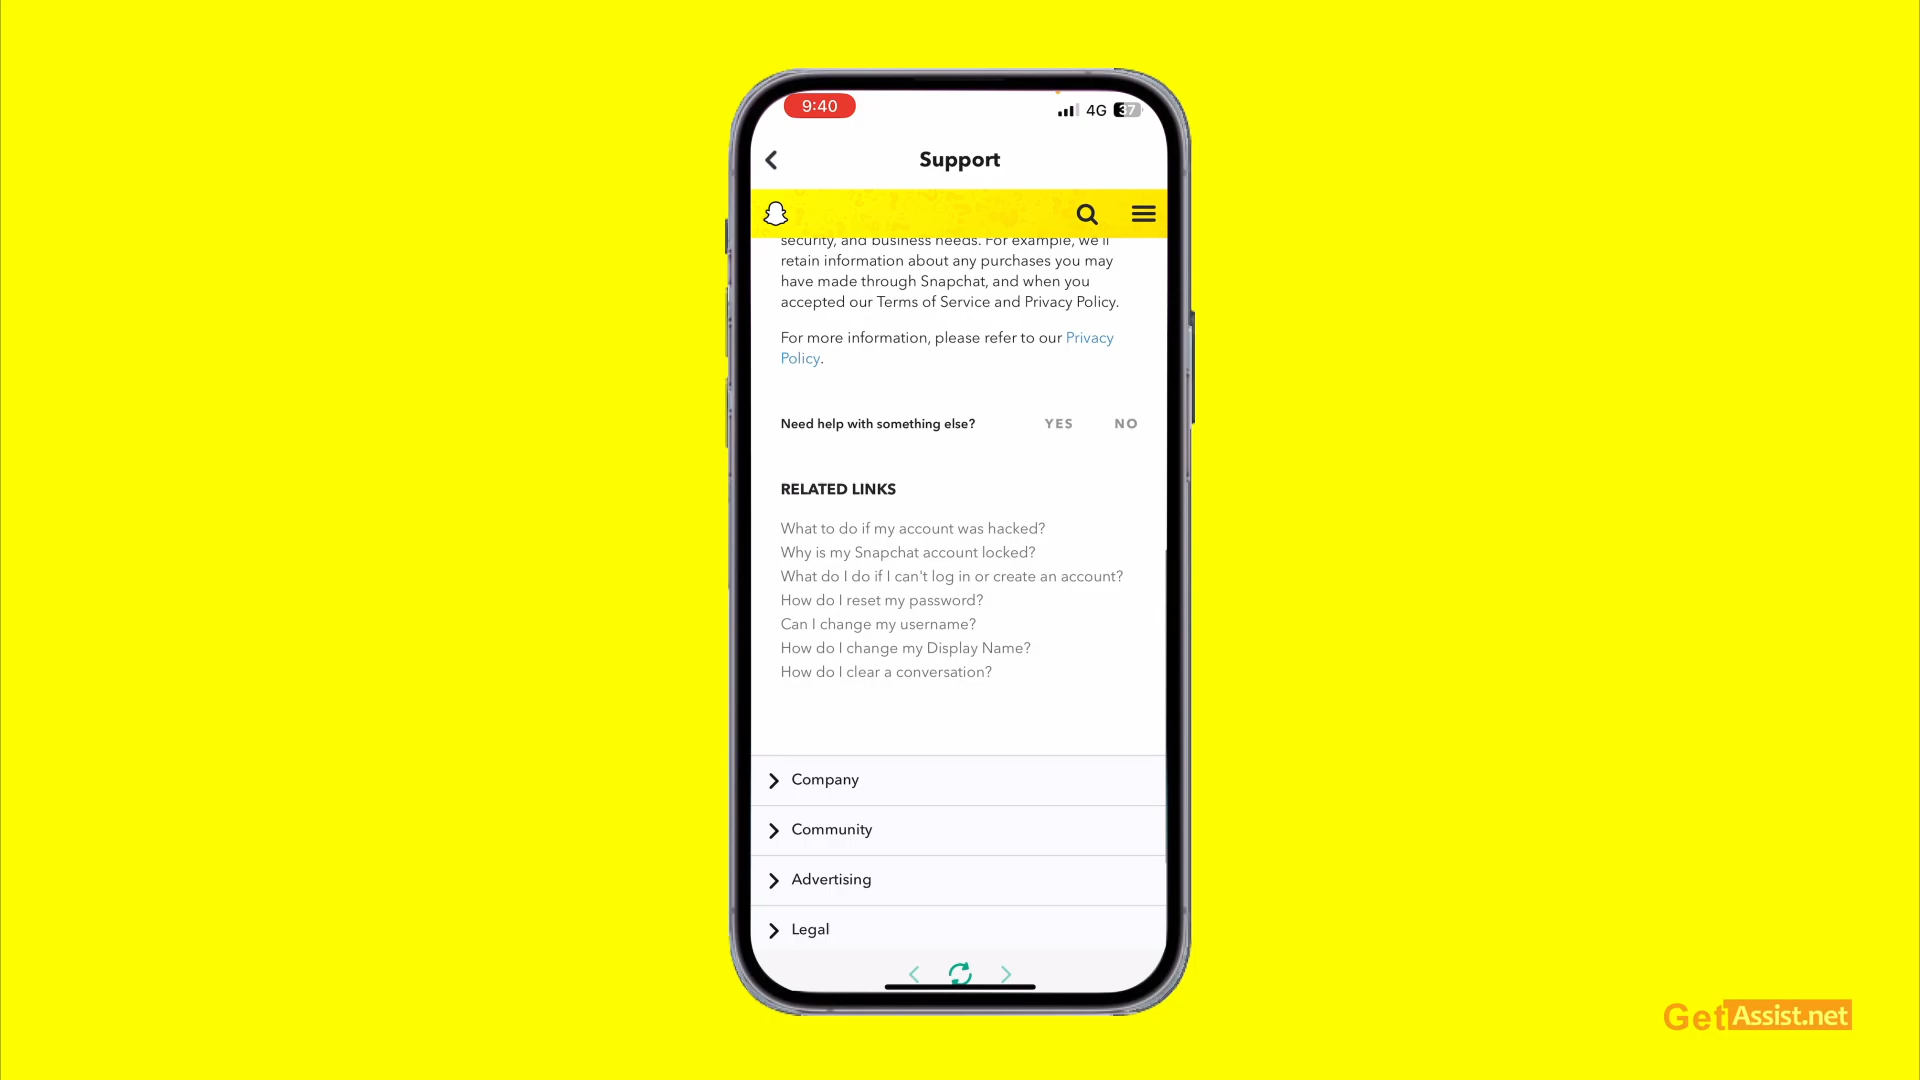 9:40
4G 37
Support
security, and business needs. For example, we'll
retain information about any purchases you may
have made through Snapchat, and when you
accepted our Terms of Service and Privacy Policy.
For more information, please refer to our Privacy
Policy.
Need help with something else? YES NO
RELATED LINKS
What to do if my account was hacked?
Why is my Snapchat account locked?
What do I do if I can't log in or create an account?
How do I reset my password?
Can I change my username?
How do I change my Display Name?
How do I clear a conversation?
Company
Community
Advertising
Legal
GetAssist.net